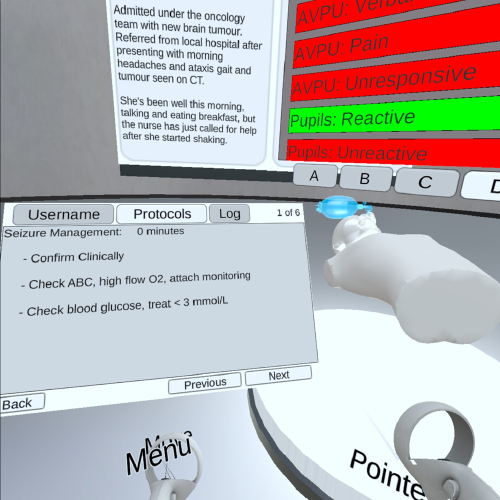 Admitted under the oncology
team with new brain tumour.
Referred from local hospital after
presenting with morning
headaches and ataxis gait and
tumour seen on CT.
She's been well this morning,
talking and eating breakfast, but
the nurse has just called for help
after she started shaking.
AVPU: Verbal
AVPU: Pain
AVPU: Unresponsive
Pupils: Reactive
Pupils: Unreactive
A
B
C
D
Username
Protocols
Log
1 of 6
Seizure Management: 0 minutes
- Confirm Clinically
- Check ABC, high flow O2, attach monitoring
- Check blood glucose, treat < 3 mmol/L
Previous
Next
Back
Menu
Pointe